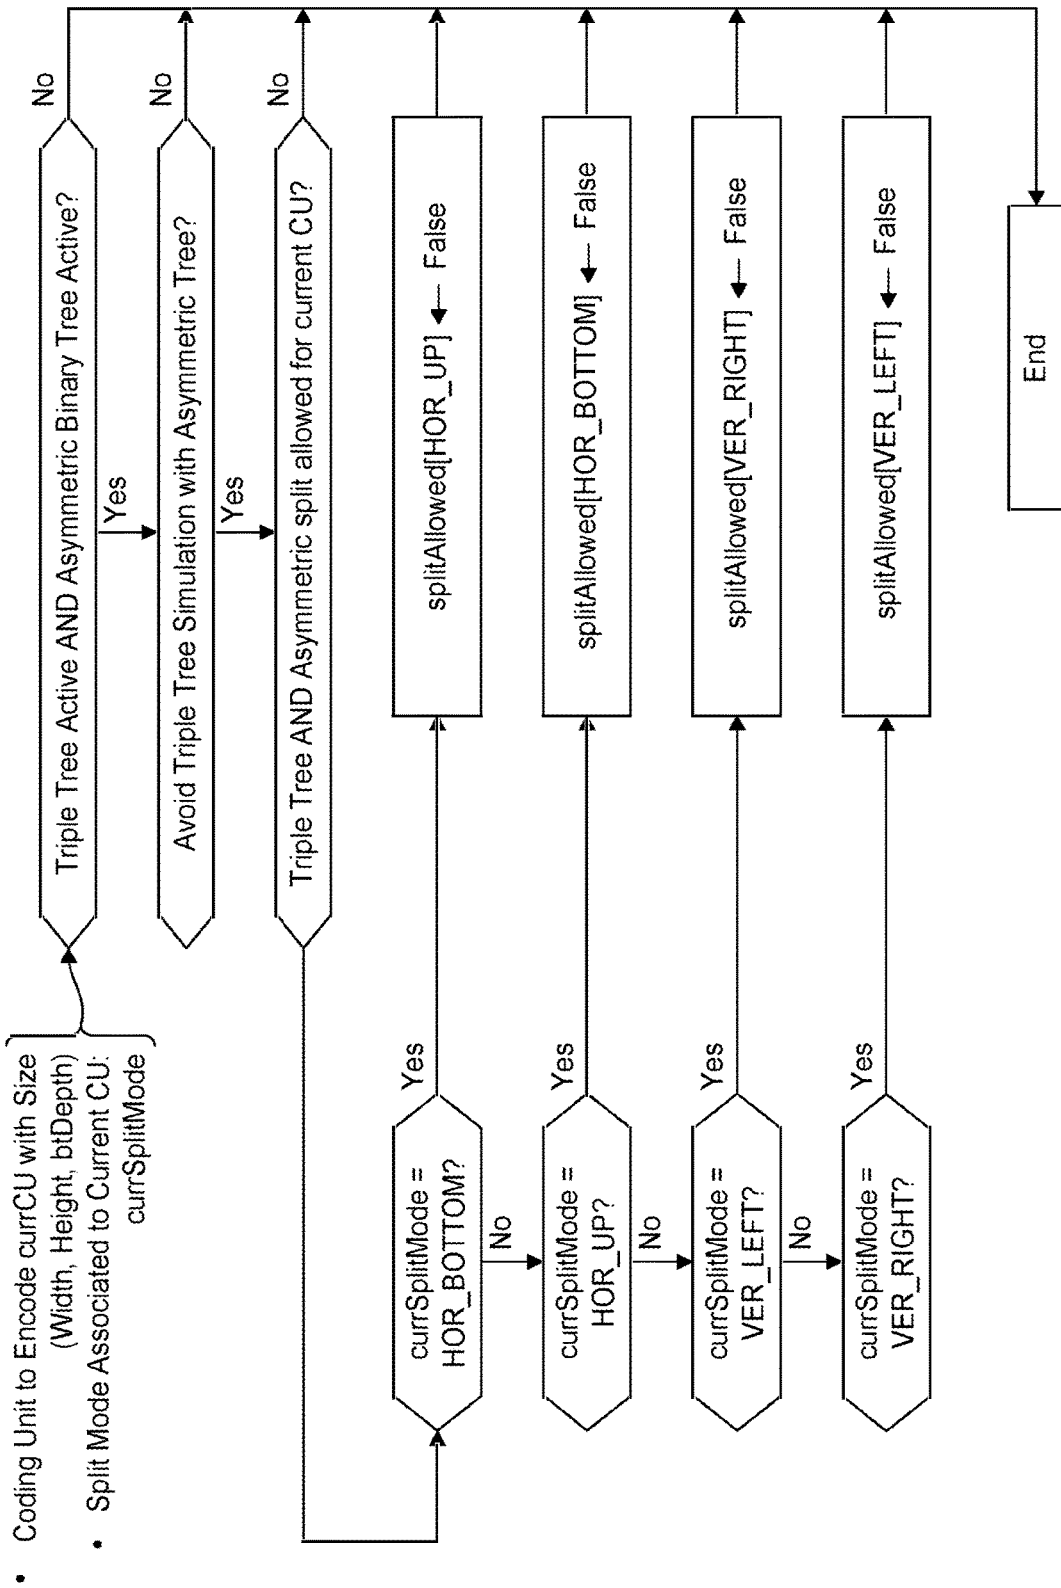 • Coding Unit to Encode currCU with Size
(Width, Height, btDepth)
• Split Mode Associated to Current CU:
currSplitMode
Triple Tree Active AND Asymmetric Binary Tree Active?
No
Yes
Avoid Triple Tree Simulation with Asymmetric Tree?
No
Yes
Triple Tree AND Asymmetric split allowed for current CU?
No
currSplitMode =
HOR_BOTTOM?
Yes
splitAllowed[HOR_UP] ← False
No
currSplitMode =
HOR_UP?
Yes
splitAllowed[HOR_BOTTOM] ← False
No
currSplitMode =
VER_LEFT?
Yes
splitAllowed[VER_RIGHT] ← False
No
currSplitMode =
VER_RIGHT?
Yes
splitAllowed[VER_LEFT] ← False
End